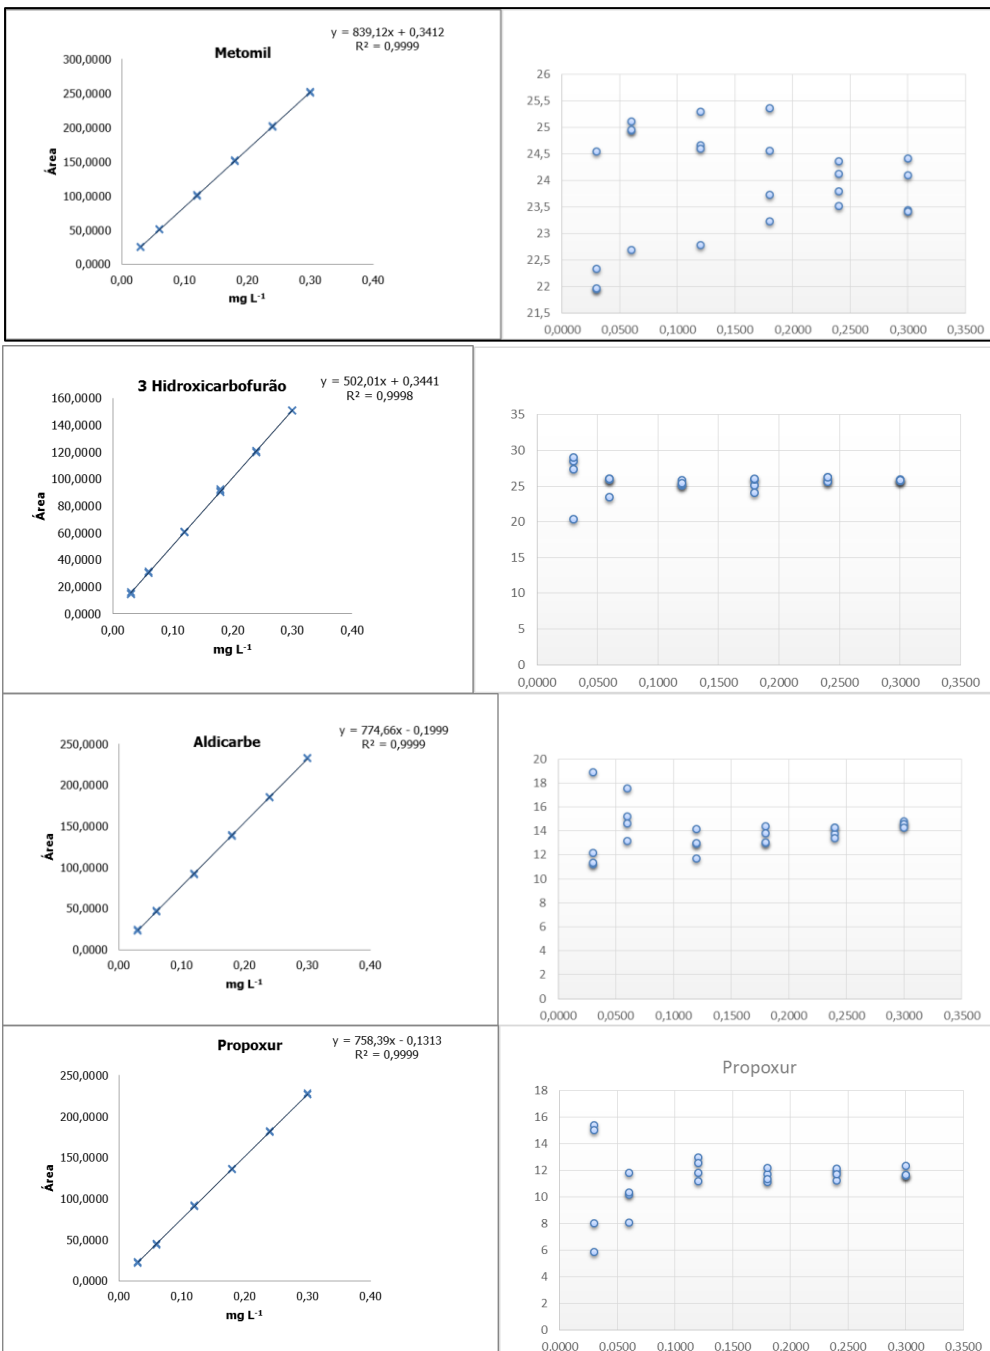 y = 839,12x + 0,3412
R² = 0,9999
Metomil
300,0000
250,0000
200,0000
150,0000
100,0000
50,0000
0,0000
Área
0,00 0,10 0,20 0,30 0,40
mg L⁻¹
26
25,5
25
24,5
24
23,5
23
22,5
22
21,5
0,0000 0,0500 0,1000 0,1500 0,2000 0,2500 0,3000 0,3500
3 Hidroxicarbofurão
y = 502,01x + 0,3441
R² = 0,9998
160,0000
140,0000
120,0000
100,0000
80,0000
60,0000
40,0000
20,0000
0,0000
Área
0,00 0,10 0,20 0,30 0,40
mg L⁻¹
35
30
25
20
15
10
5
0
0,0000 0,0500 0,1000 0,1500 0,2000 0,2500 0,3000 0,3500
y = 774,66x - 0,1999
R² = 0,9999
Aldicarbe
250,0000
200,0000
150,0000
100,0000
50,0000
0,0000
Área
0,00 0,10 0,20 0,30 0,40
mg L⁻¹
20
18
16
14
12
10
8
6
4
2
0
0,0000 0,0500 0,1000 0,1500 0,2000 0,2500 0,3000 0,3500
Propoxur
y = 758,39x - 0,1313
R² = 0,9999
250,0000
200,0000
150,0000
100,0000
50,0000
0,0000
Área
0,00 0,10 0,20 0,30 0,40
mg L⁻¹
Propoxur
18
16
14
12
10
8
6
4
2
0
0,0000 0,0500 0,1000 0,1500 0,2000 0,2500 0,3000 0,3500